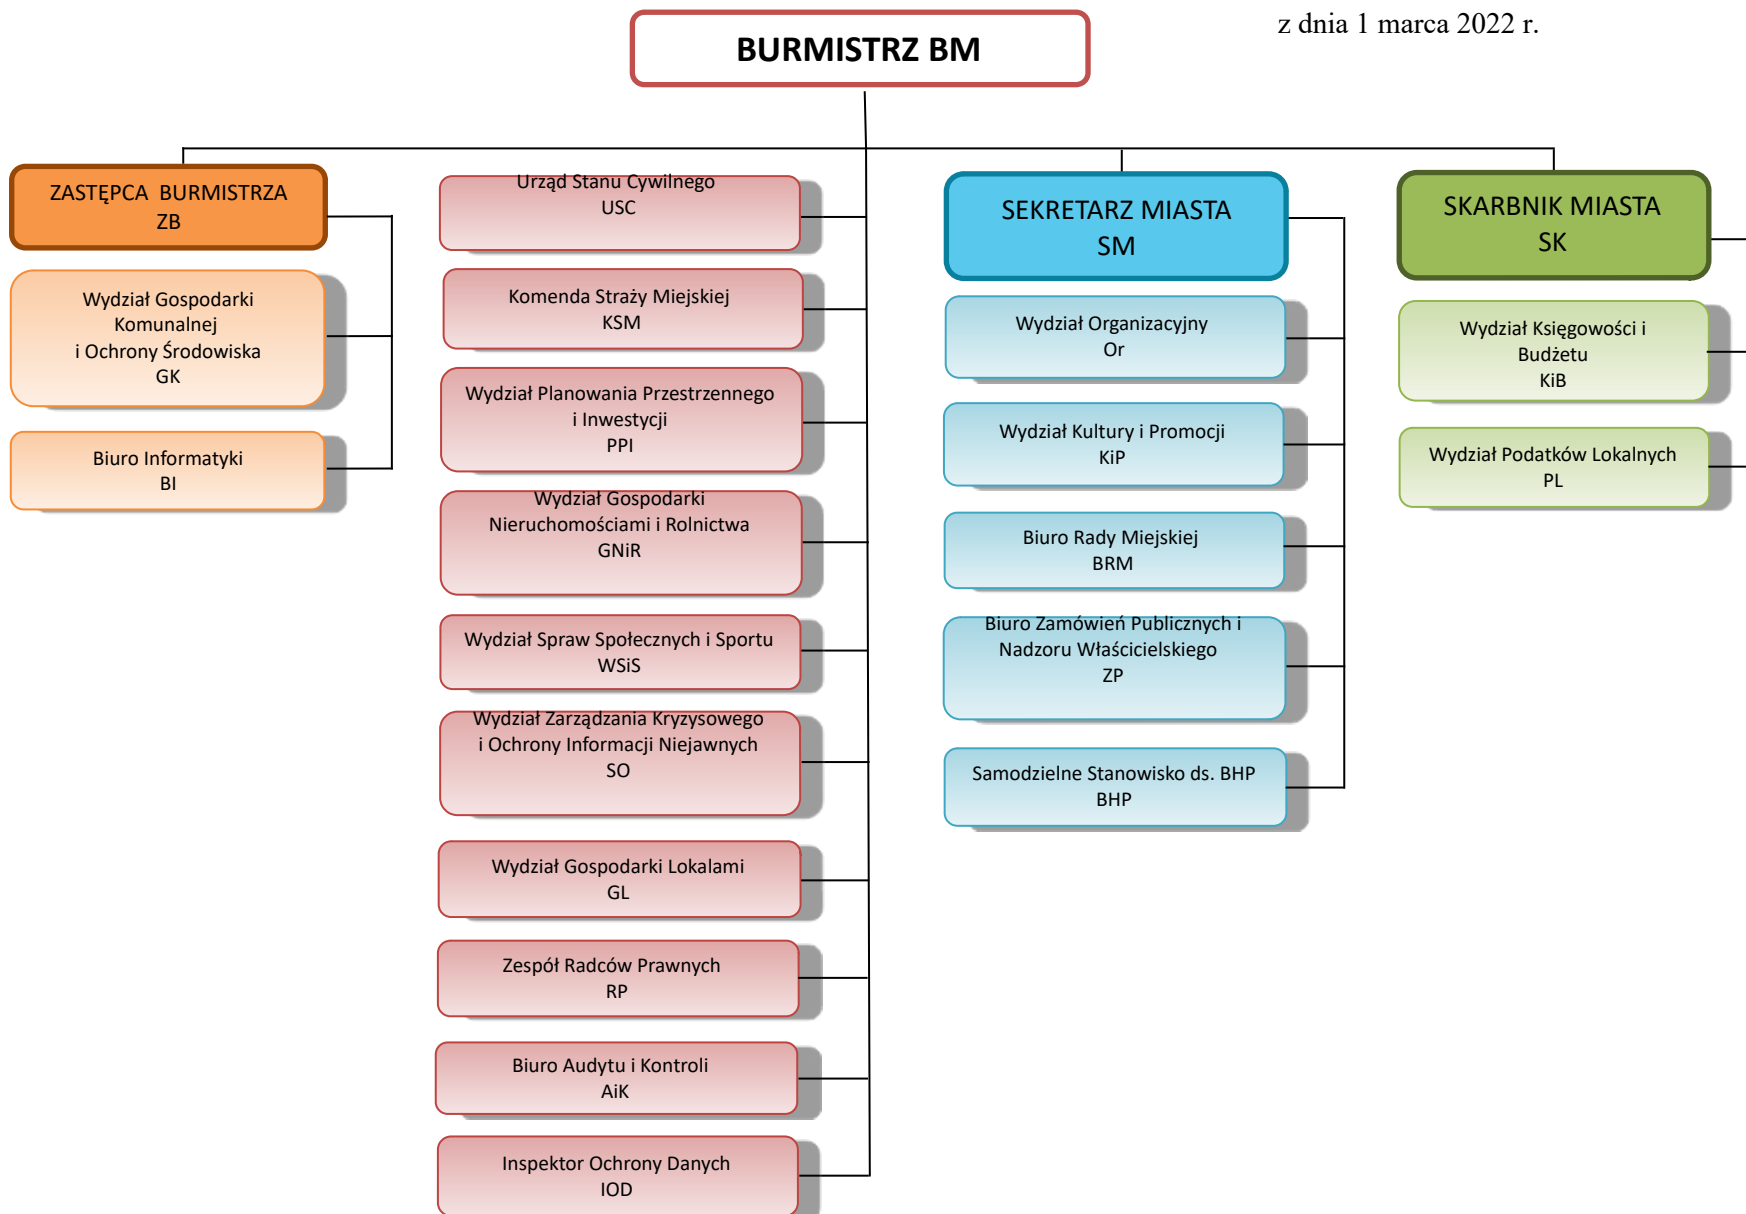 z dnia 1 marca 2022 r.
BURMISTRZ BM
ZASTĘPCA BURMISTRZA
ZB
Wydział Gospodarki
Komunalnej
i Ochrony Środowiska
GK
Biuro Informatyki
BI
Urząd Stanu Cywilnego
USC
Komenda Straży Miejskiej
KSM
Wydział Planowania Przestrzennego
i Inwestycji
PPI
Wydział Gospodarki
Nieruchomościami i Rolnictwa
GNiR
Wydział Spraw Społecznych i Sportu
WSiS
Wydział Zarządzania Kryzysowego
i Ochrony Informacji Niejawnych
SO
Wydział Gospodarki Lokalami
GL
Zespół Radców Prawnych
RP
Biuro Audytu i Kontroli
AiK
Inspektor Ochrony Danych
IOD
SEKRETARZ MIASTA
SM
Wydział Organizacyjny
Or
Wydział Kultury i Promocji
KiP
Biuro Rady Miejskiej
BRM
Biuro Zamówień Publicznych i
Nadzoru Właścicielskiego
ZP
Samodzielne Stanowisko ds. BHP
BHP
SKARBNIK MIASTA
SK
Wydział Księgowości i
Budżetu
KiB
Wydział Podatków Lokalnych
PL